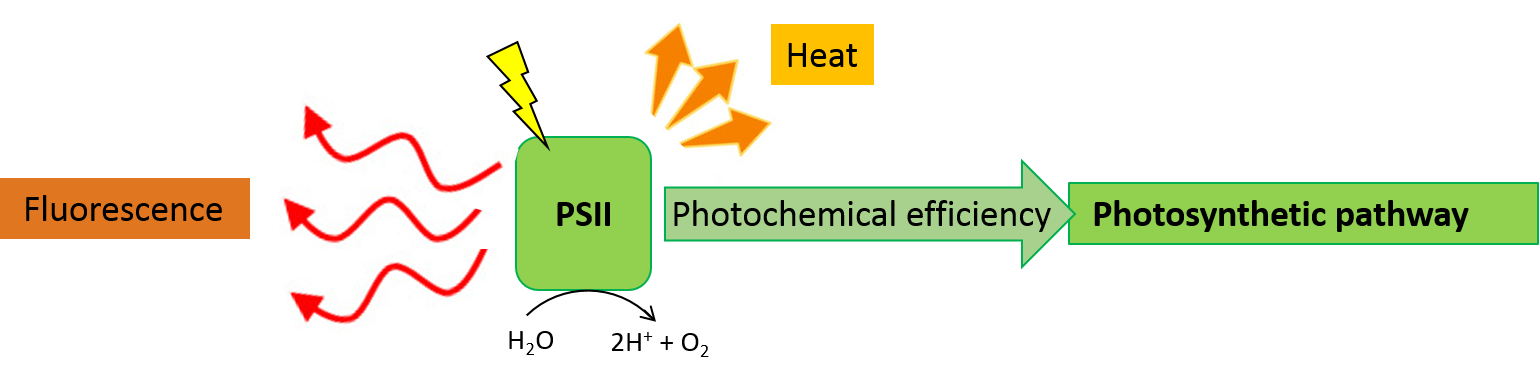 Heat
Fluorescence
PSII
Photochemical efficiency
Photosynthetic pathway
H₂O
2H⁺ + O₂